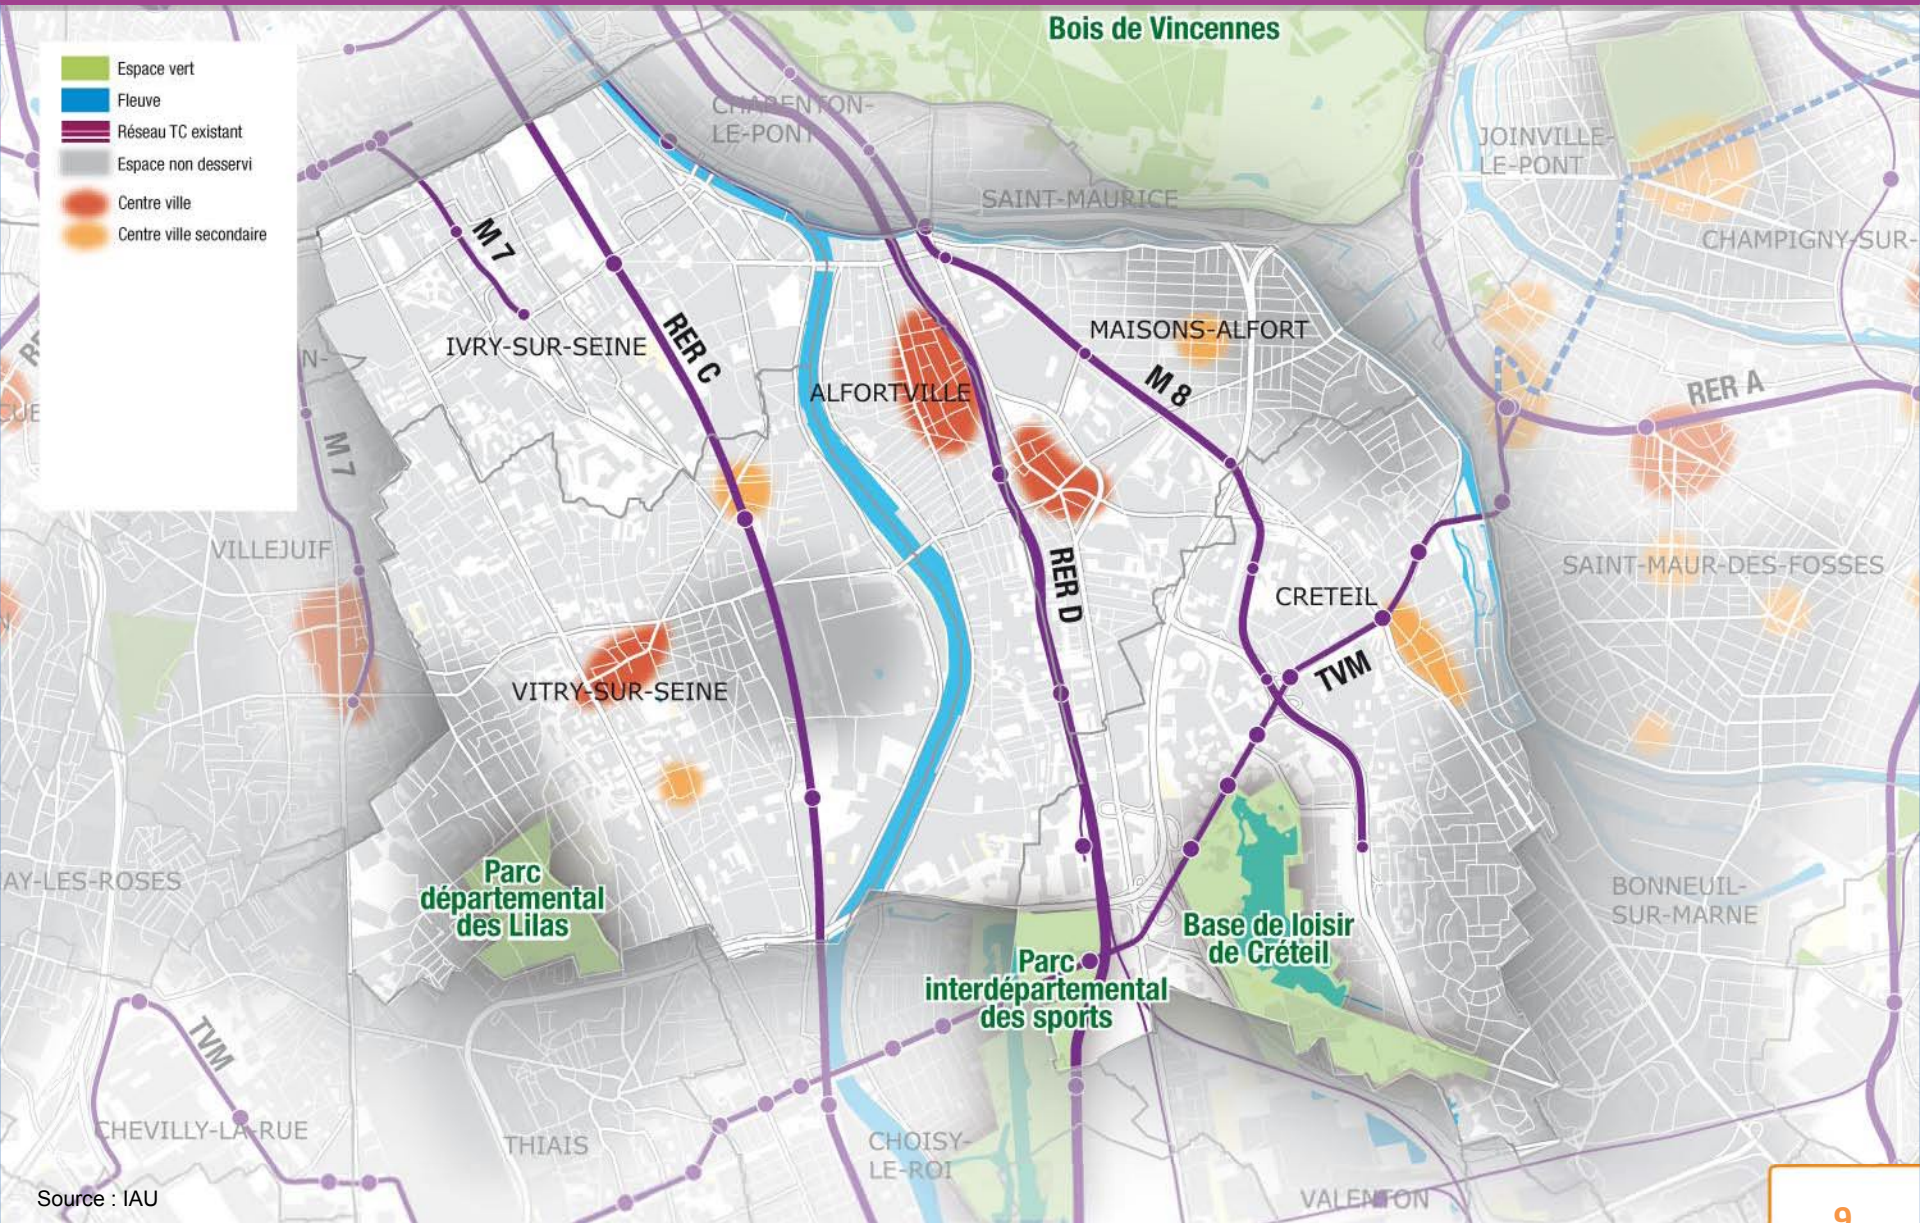 Bois de Vincennes
Espace vert
Fleuve
Réseau TC existant
Espace non desservi
Centre ville
Centre ville secondaire
CHARENTON-
LE-PONT
JOINVILLE-
LE-PONT
SAINT-MAURICE
CHAMPIGNY-SUR-
M 7
IVRY-SUR-SEINE
RER C
MAISONS-ALFORT
M 8
ALFORTVILLE
RER A
N-
M 7
VILLEJUIF
RER D
CRETEIL
SAINT-MAUR-DES-FOSSES
TVM
VITRY-SUR-SEINE
Parc
départemental
des Lilas
AY-LES-ROSES
Base de loisir
de Créteil
BONNEUIL-
SUR-MARNE
Parc
interdépartemental
des sports
TVM
CHEVILLY-LA-RUE
THIAIS
CHOISY-
LE-ROI
VALENTON
Source : IAU
9